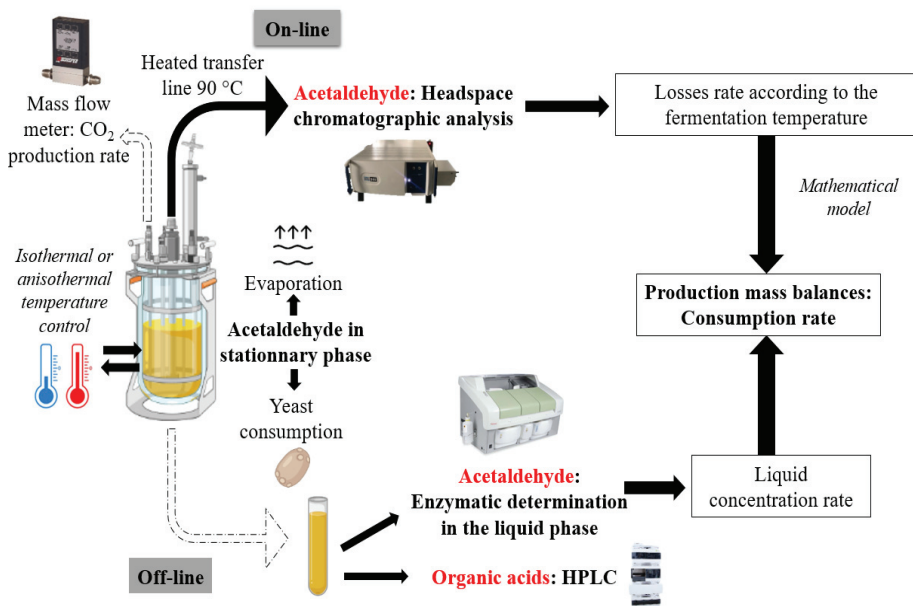 On-line
Heated transfer
line 90 °C
Mass flow
meter: CO₂
production rate
Acetaldehyde: Headspace
chromatographic analysis
Losses rate according to the
fermentation temperature
Mathematical
model
Isothermal or
anisothermal
temperature
control
Evaporation
Acetaldehyde in
stationnary phase
Yeast
consumption
Production mass balances:
Consumption rate
Acetaldehyde:
Enzymatic determination
in the liquid phase
Liquid
concentration rate
Off-line
Organic acids: HPLC